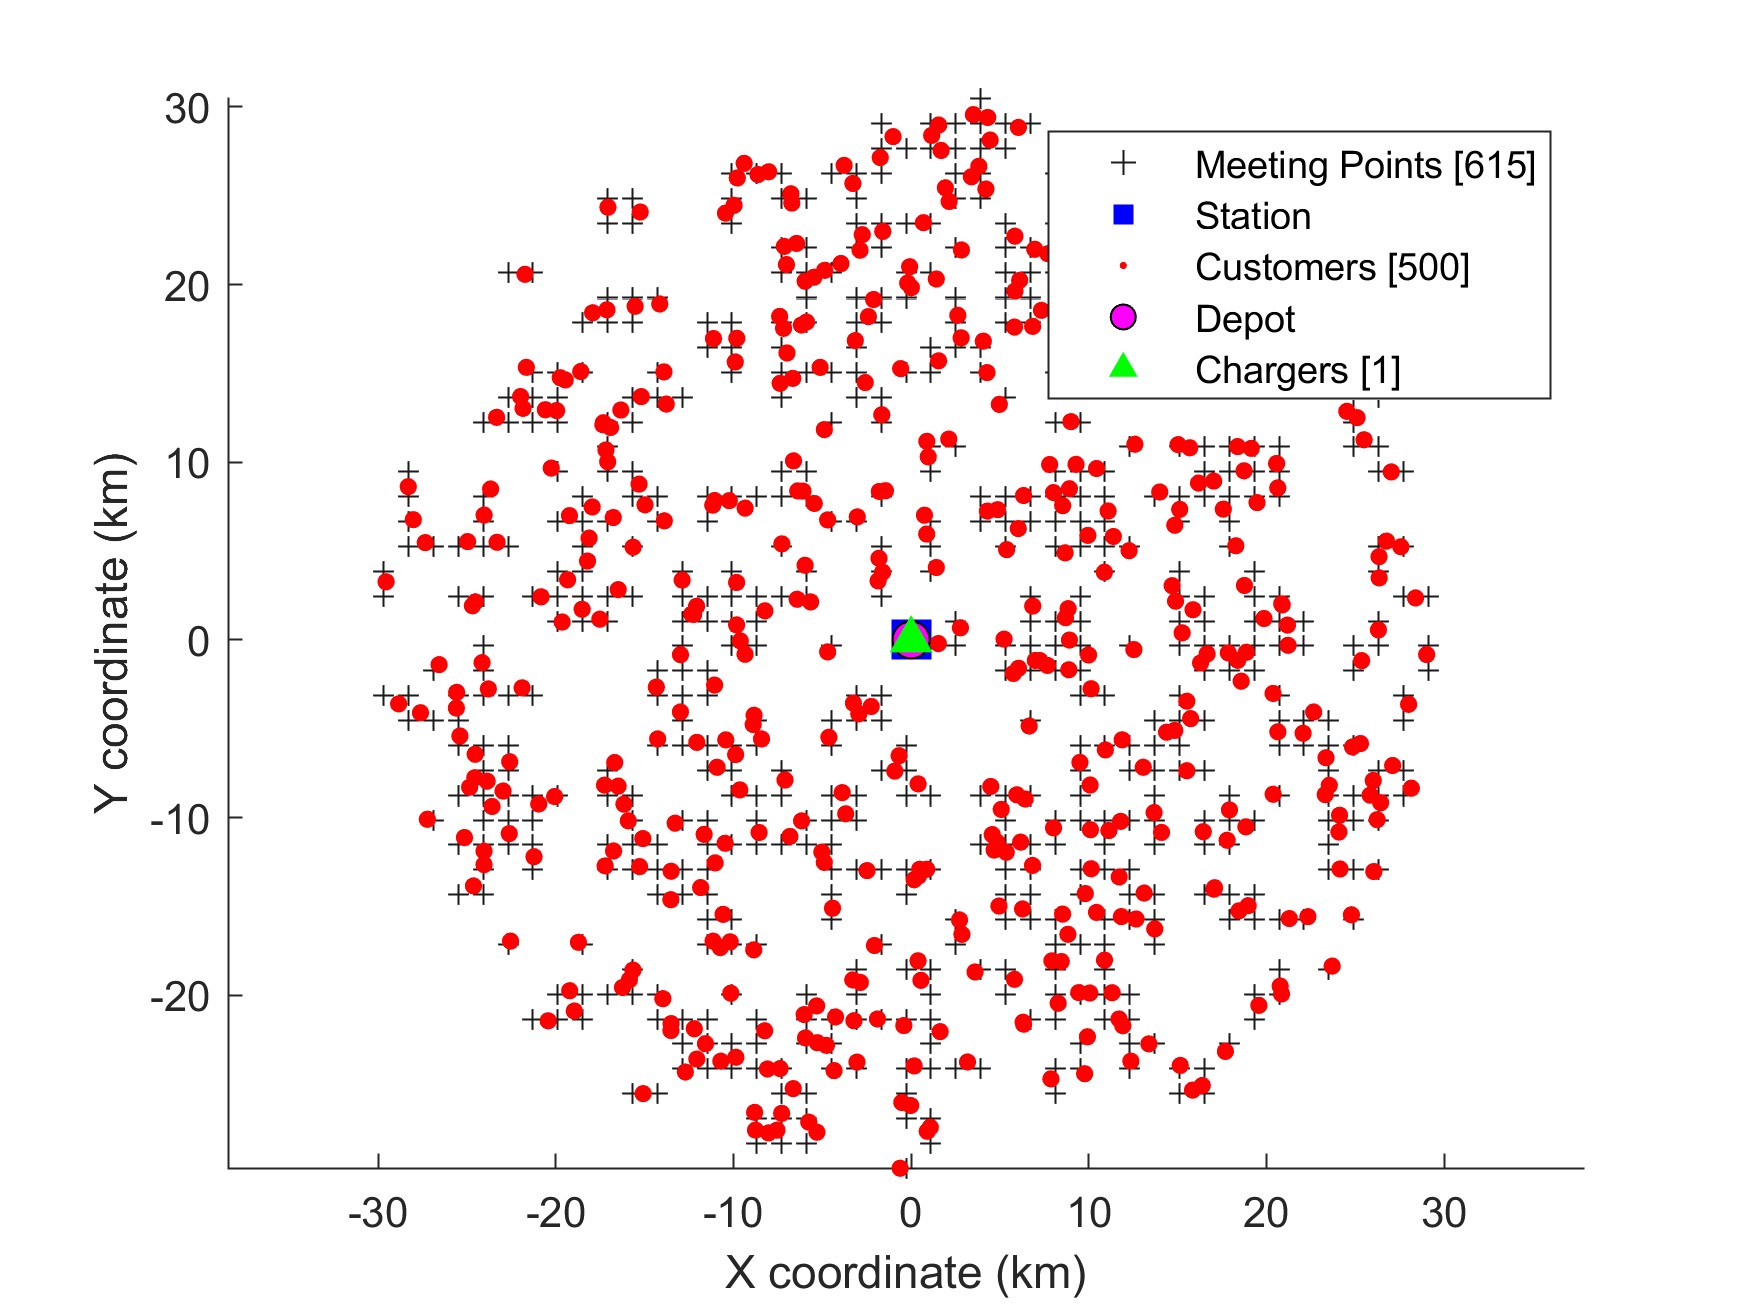 30
20
10
0
-10
-20
Y coordinate (km)
Meeting Points [615]
Station
Customers [500]
Depot
Chargers [1]
-30
-20
-10
0
10
20
30
X coordinate (km)